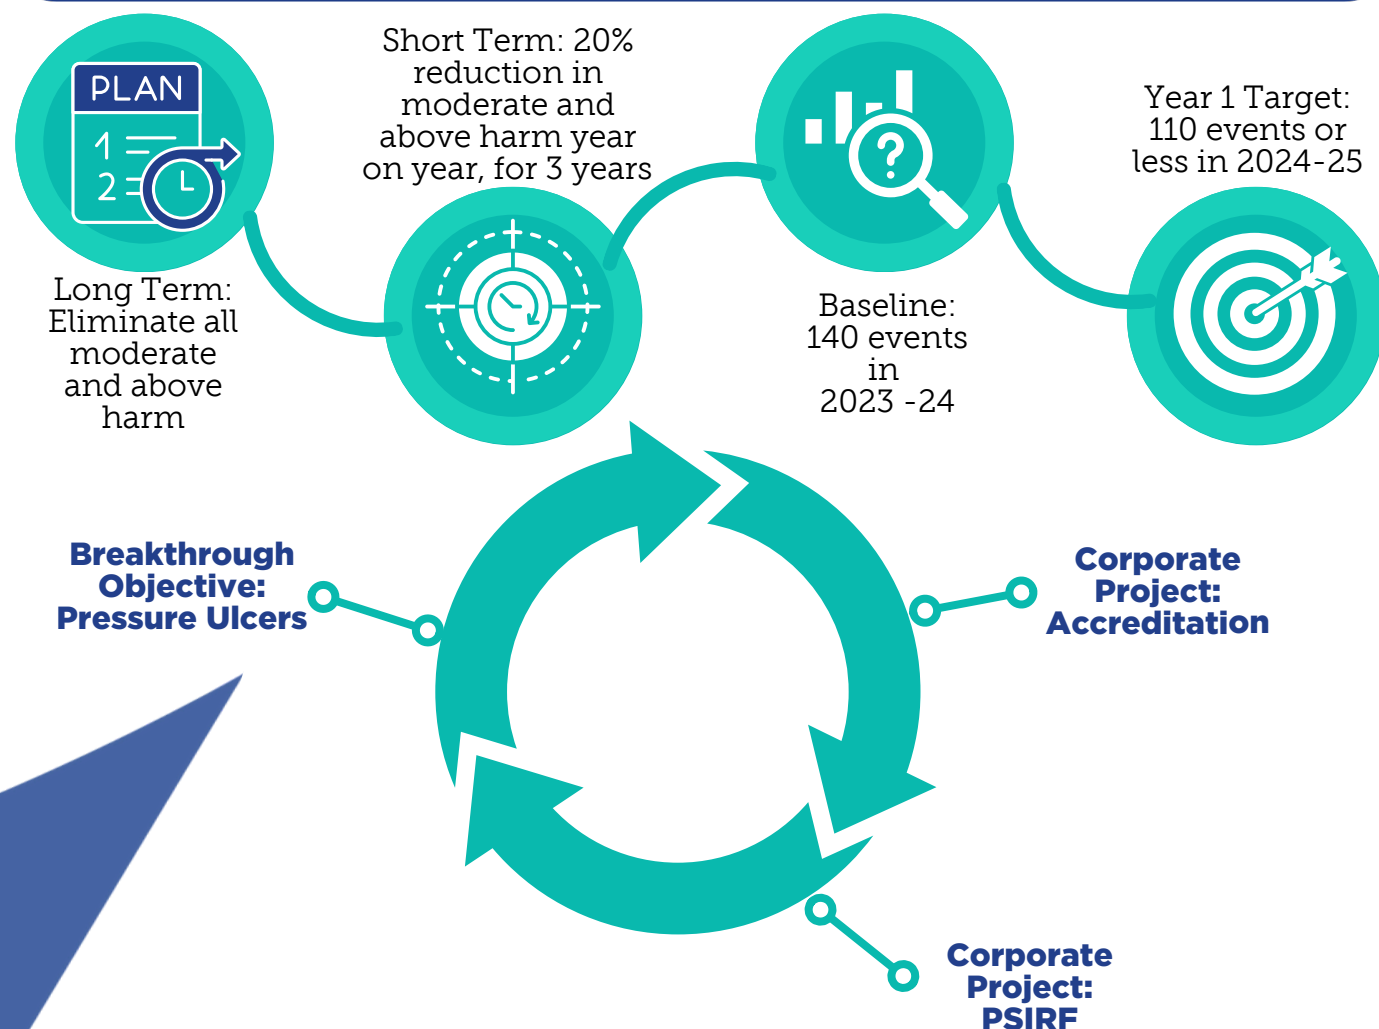 PLAN
1
2
Long Term:
Eliminate all
moderate
and above
harm
Short Term: 20%
reduction in
moderate and
above harm year
on year, for 3 years
?
Baseline:
140 events
in
2023 -24
Year 1 Target:
110 events or
less in 2024-25
Breakthrough
Objective:
Pressure Ulcers
Corporate
Project:
Accreditation
Corporate
Project:
PSIRF